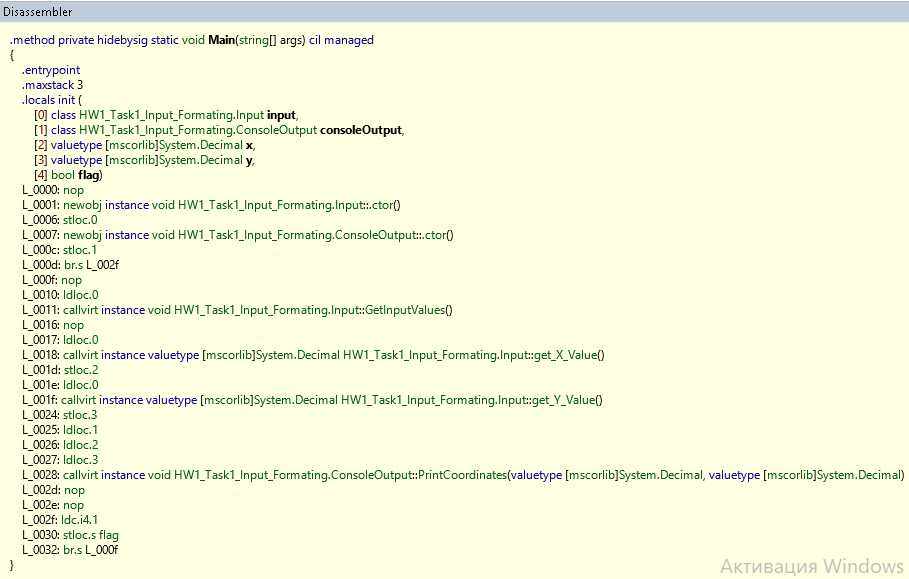 Disassembler
.method private hidebysig static void Main(string[] args) cil managed
{
.entrypoint
.maxstack 3
.locals init (
[0] class HW1_Task1_Input_Formating.Input input,
[1] class HW1_Task1_Input_Formating.ConsoleOutput consoleOutput,
[2] valuetype [mscorlib]System.Decimal x,
[3] valuetype [mscorlib]System.Decimal y,
[4] bool flag)
L_0000: nop
L_0001: newobj instance void HW1_Task1_Input_Formating.Input::.ctor()
L_0006: stloc.0
L_0007: newobj instance void HW1_Task1_Input_Formating.ConsoleOutput::.ctor()
L_000c: stloc.1
L_000d: br.s L_002f
L_000f: nop
L_0010: ldloc.0
L_0011: callvirt instance void HW1_Task1_Input_Formating.Input::GetInputValues()
L_0016: nop
L_0017: ldloc.0
L_0018: callvirt instance valuetype [mscorlib]System.Decimal HW1_Task1_Input_Formating.Input::get_X_Value()
L_001d: stloc.2
L_001e: ldloc.0
L_001f: callvirt instance valuetype [mscorlib]System.Decimal HW1_Task1_Input_Formating.Input::get_Y_Value()
L_0024: stloc.3
L_0025: ldloc.1
L_0026: ldloc.2
L_0027: ldloc.3
L_0028: callvirt instance void HW1_Task1_Input_Formating.ConsoleOutput::PrintCoordinates(valuetype [mscorlib]System.Decimal, valuetype [mscorlib]System.Decimal)
L_002d: nop
L_002e: nop
L_002f: ldc.i4.1
L_0030: stloc.s flag
L_0032: br.s L_000f
}
Активация Windows